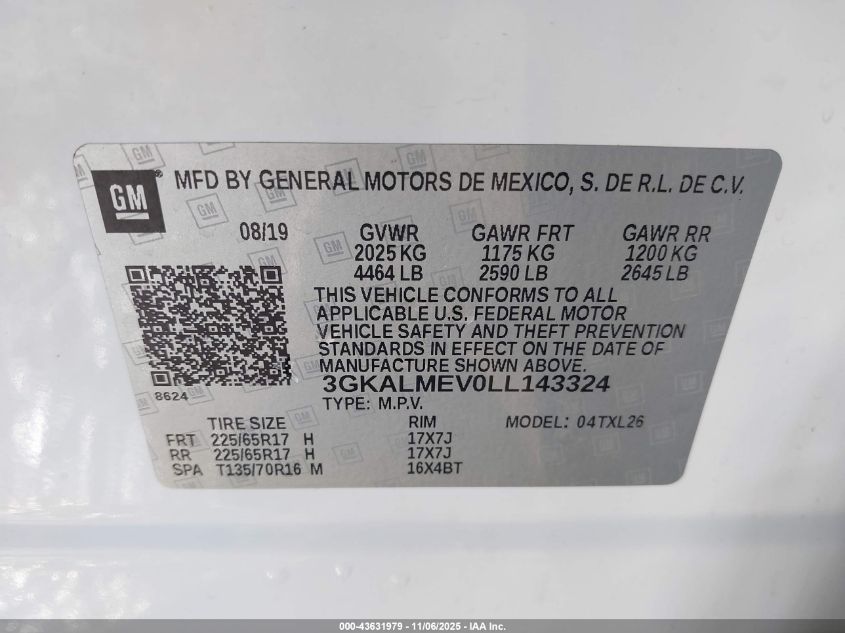 GM ® MFD BY GENERAL MOTORS DE MEXICO, S. DE R.L. DE C.V.
08/19 GVWR GAWR FRT GAWR RR
2025 KG 1175 KG 1200 KG
4464 LB 2590 LB 2645 LB
THIS VEHICLE CONFORMS TO ALL
APPLICABLE U.S. FEDERAL MOTOR
VEHICLE SAFETY AND THEFT PREVENTION
STANDARDS IN EFFECT ON THE DATE OF
MANUFACTURE SHOWN ABOVE.
8624 3GKALMEV0LL143324
TYPE: M.P.V.
TIRE SIZE RIM MODEL: 04TXL26
FRT 225/65R17 H 17X7J
RR 225/65R17 H 17X7J
SPA T135/70R16 M 16X4BT
000-43631979 - 11/06/2025 - IAA Inc.